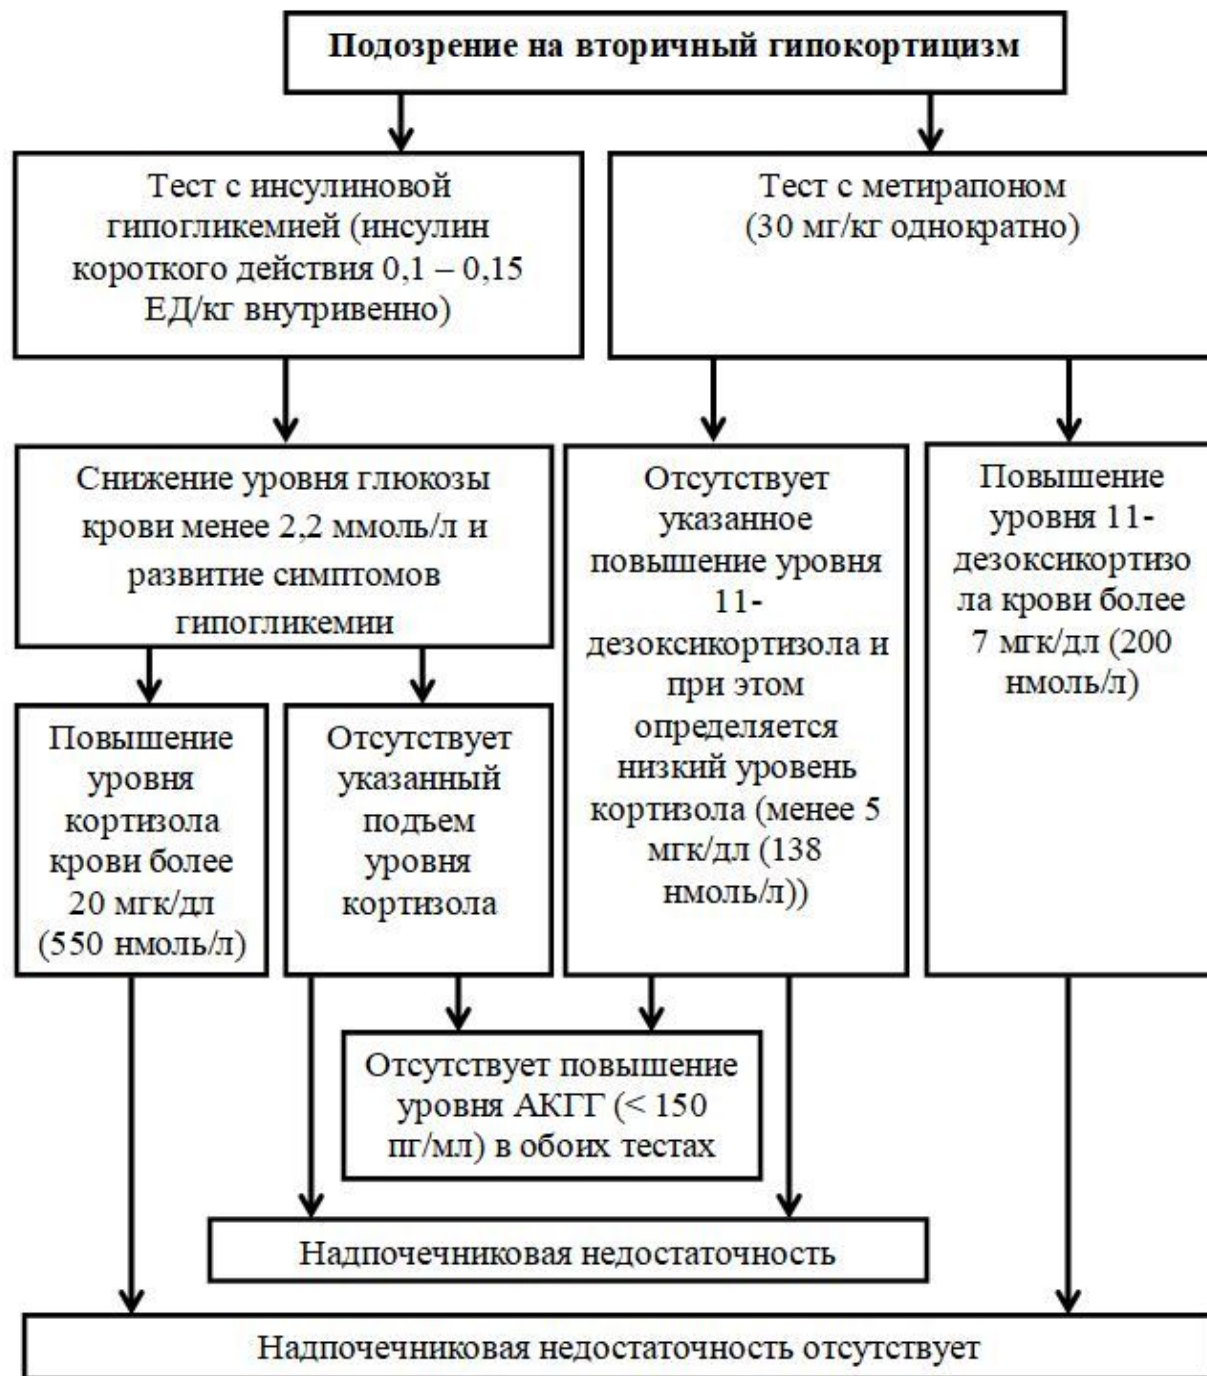 Подозрение на вторичный гипокортицизм
Тест с инсулиновой
гипогликемией (инсулин
короткого действия 0,1 – 0,15
ЕД/кг внутривенно)
Тест с метирапоном
(30 мг/кг однократно)
Снижение уровня глюкозы
крови менее 2,2 ммоль/л и
развитие симптомов
гипогликемии
Отсутствует
указанное
повышение уровня
11-
дезоксикортизола и
при этом
определяется
низкий уровень
кортизола (менее 5
мгк/дл (138
нмоль/л))
Повышение
уровня 11-
дезоксикортизо
ла крови более
7 мгк/дл (200
нмоль/л)
Повышение
уровня
кортизола
крови более
20 мгк/дл
(550 нмоль/л)
Отсутствует
указанный
подъем
уровня
кортизола
Отсутствует повышение
уровня АКГГ (< 150
пг/мл) в обоих тестах
Надпочечниковая недостаточность
Надпочечниковая недостаточность отсутствует